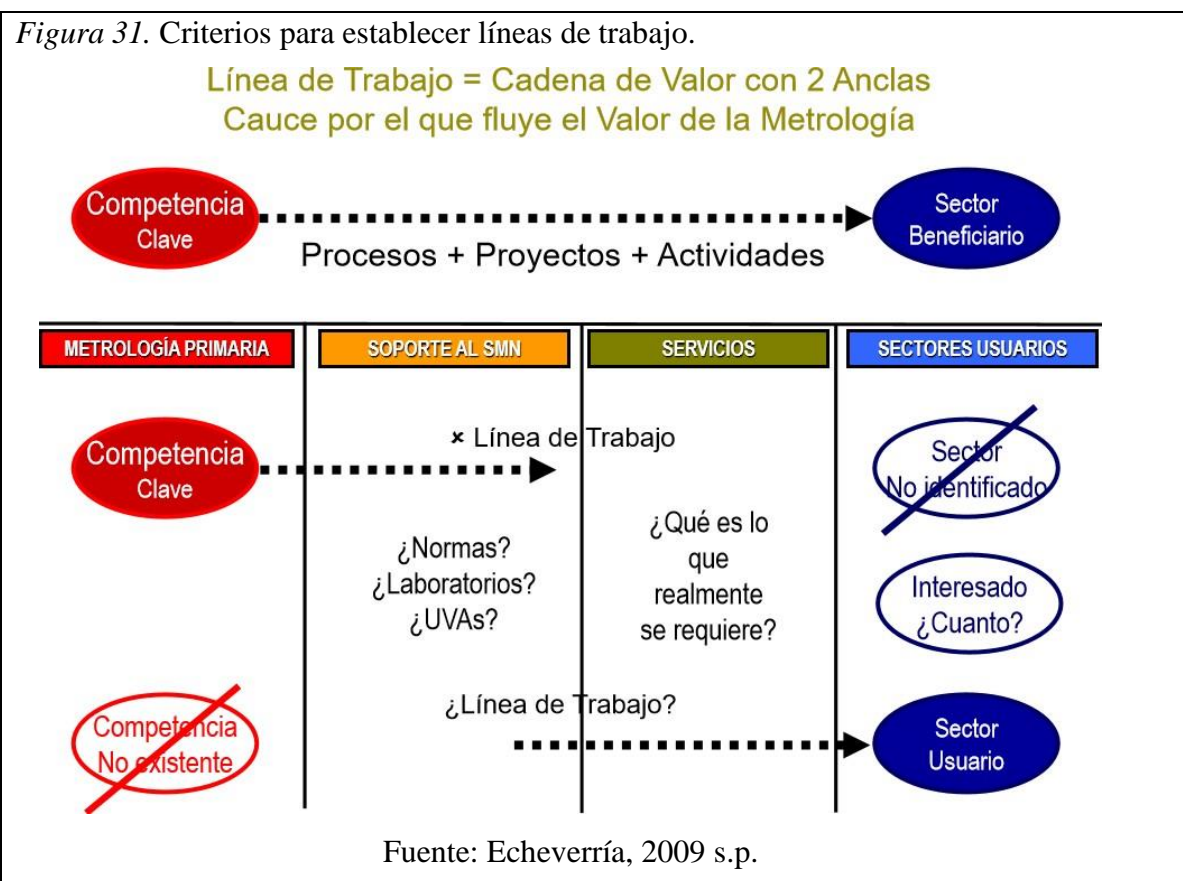 Figura 31. Criterios para establecer líneas de trabajo.
Línea de Trabajo = Cadena de Valor con 2 Anclas
Cauce por el que fluye el Valor de la Metrología
Competencia
Clave
Procesos + Proyectos + Actividades
Sector
Beneficiario
METROLOGÍA PRIMARIA
SOPORTE AL SMN
SERVICIOS
SECTORES USUARIOS
Competencia
Clave
× Línea de Trabajo
Sector
No identificado
¿Normas?
¿Laboratorios?
¿UVAs?
¿Qué es lo
que
realmente
se requiere?
Interesado
¿Cuanto?
Competencia
No existente
¿Línea de Trabajo?
Sector
Usuario
Fuente: Echeverría, 2009 s.p.